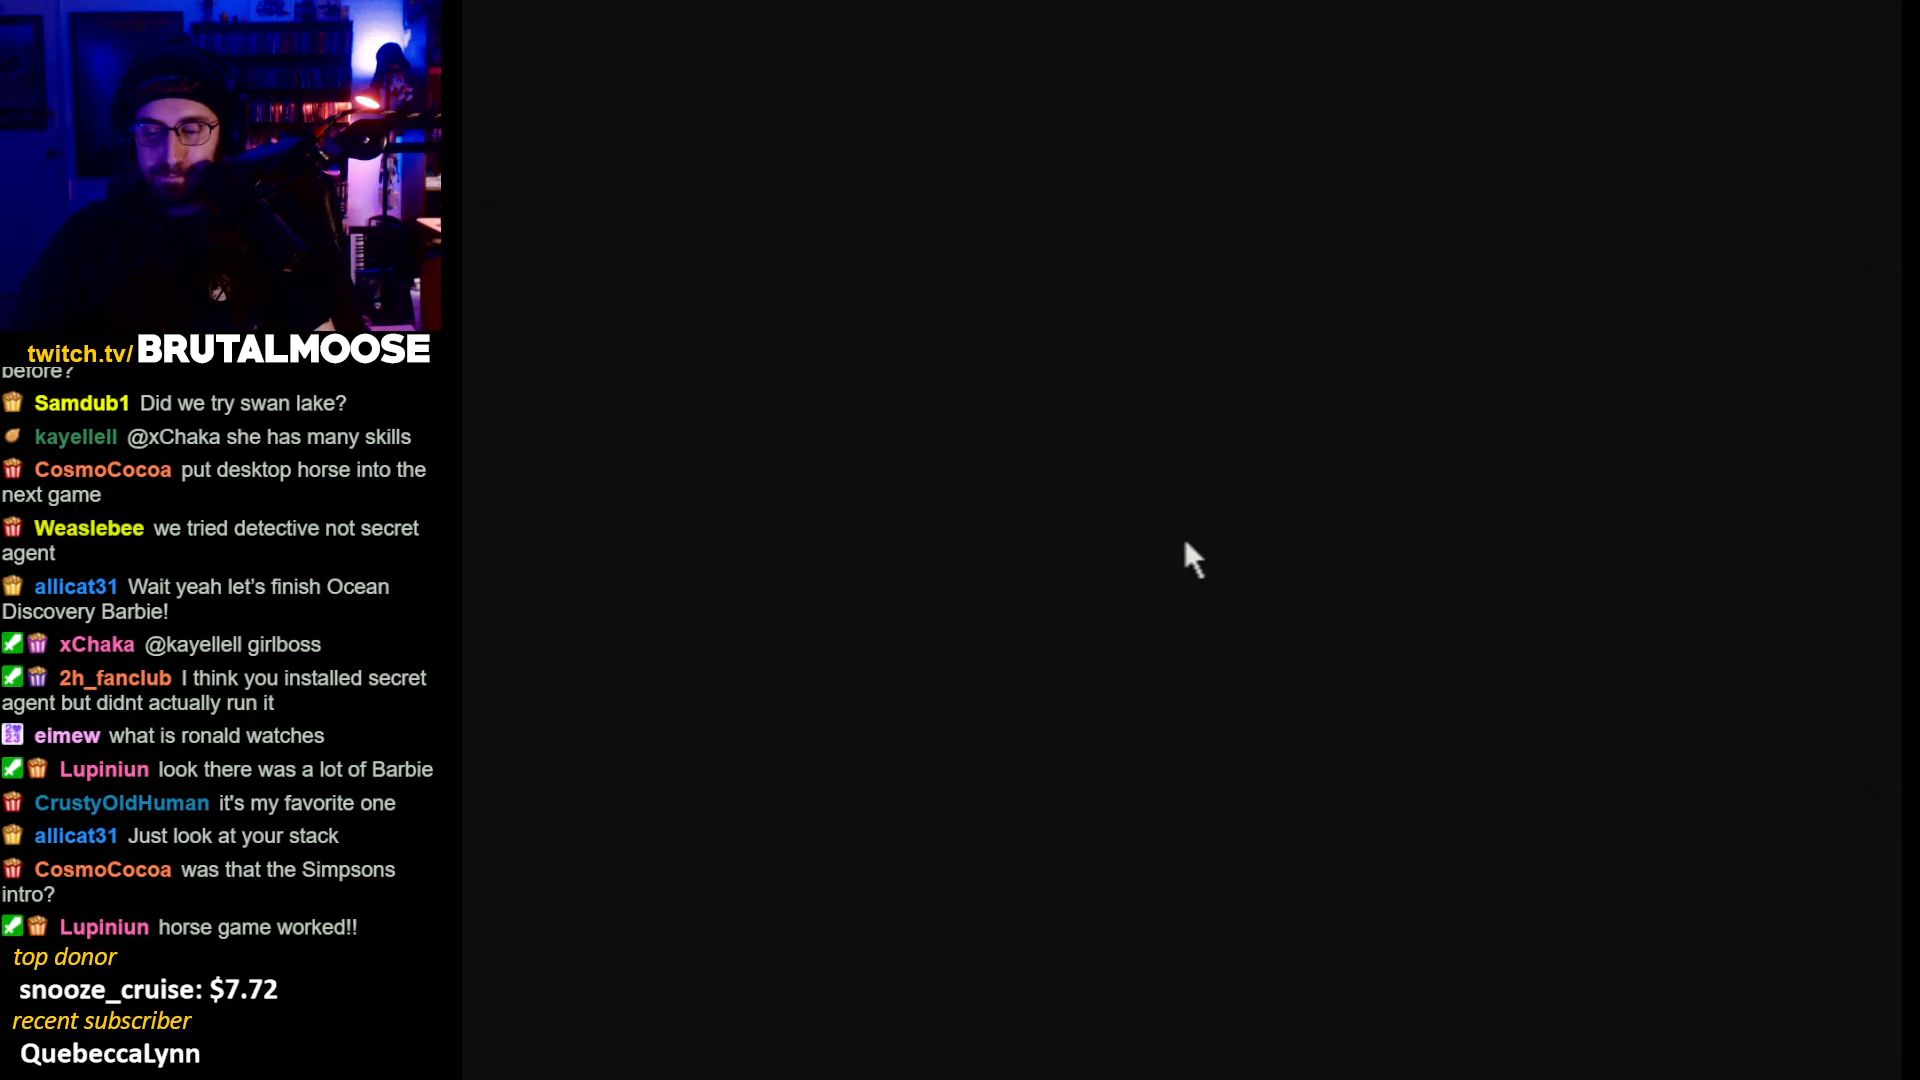 twitch.tv/BRUTALMOOSE
before?
Samdub1 Did we try swan lake?
kayellell @xChaka she has many skills
CosmoCocoa put desktop horse into the
next game
Weaslebee we tried detective not secret
agent
allicat31 Wait yeah let's finish Ocean
Discovery Barbie!
xChaka @kayellell girlboss
2h_fanclub I think you installed secret
agent but didnt actually run it
eimew what is ronald watches
Lupiniun look there was a lot of Barbie
CrustyOldHuman it's my favorite one
allicat31 Just look at your stack
CosmoCocoa was that the Simpsons
intro?
Lupiniun horse game worked!!
top donor
snooze_cruise: $7.72
recent subscriber
QuebeccaLynn